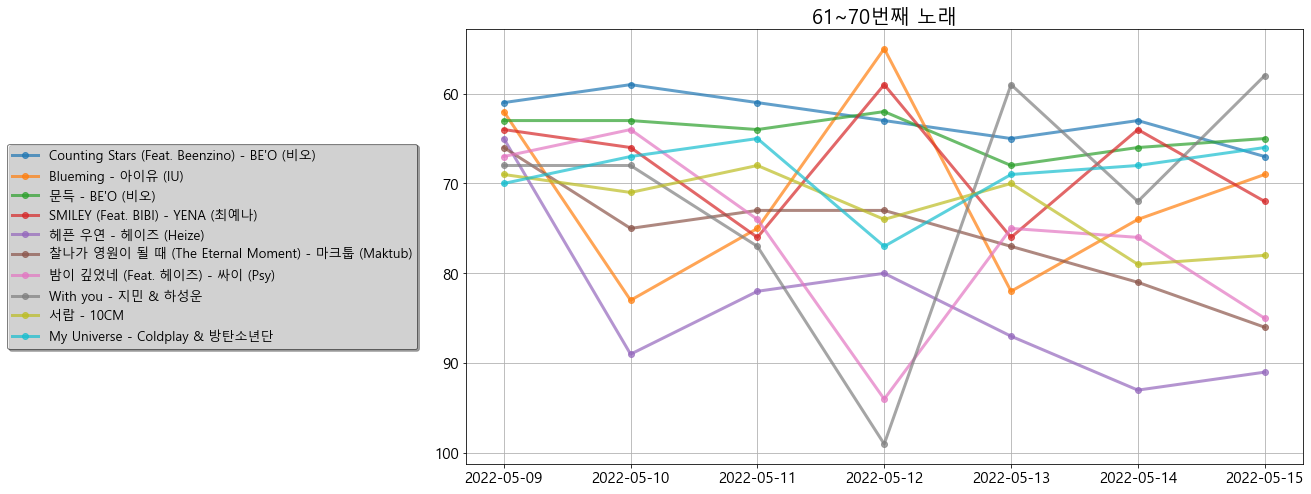 61~70번째 노래
Counting Stars (Feat. Beenzino) - BE'O (비오)
Blueming - 아이유 (IU)
문득 - BE'O (비오)
SMILEY (Feat. BIBI) - YENA (최예나)
헤픈 우연 - 헤이즈 (Heize)
찰나가 영원이 될 때 (The Eternal Moment) - 마크툽 (Maktub)
밤이 깊었네 (Feat. 헤이즈) - 싸이 (Psy)
With you - 지민 & 하성운
서랍 - 10CM
My Universe - Coldplay & 방탄소년단
60
70
80
90
100
2022-05-09 2022-05-10 2022-05-11 2022-05-12 2022-05-13 2022-05-14 2022-05-15